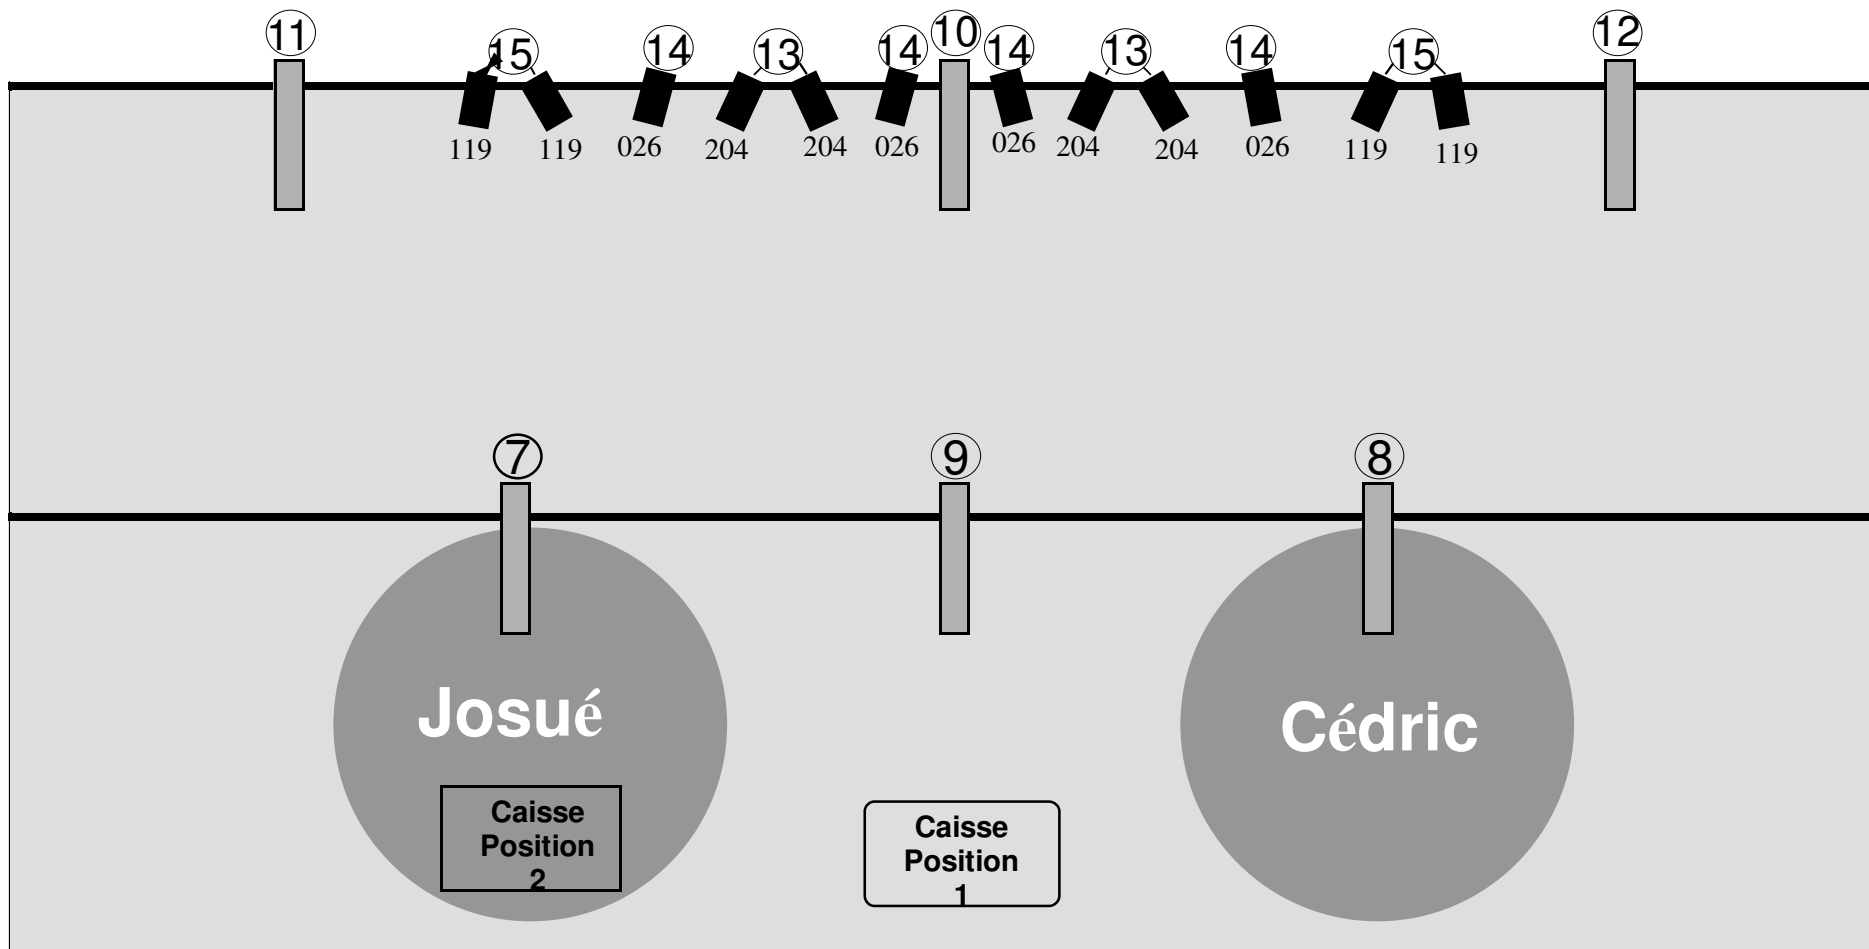 11 15 14 13 14 10 14 13 14 15 12
119 119 026 204 204 026 026 204 204 026 119 119
7 9 8
Josué
Cédric
Caisse
Position
2
Caisse
Position
1